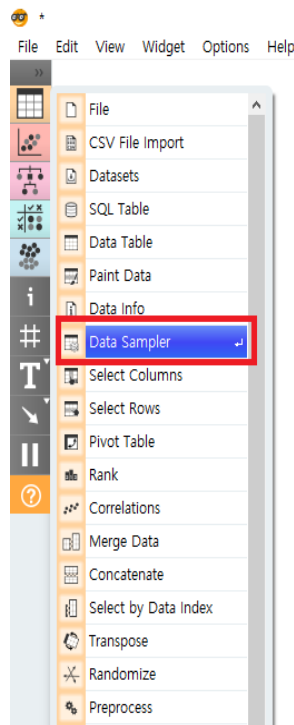 *
File Edit View Widget Options Help
File
CSV File Import
Datasets
SQL Table
Data Table
Paint Data
Data Info
Data Sampler
Select Columns
Select Rows
Pivot Table
Rank
Correlations
Merge Data
Concatenate
Select by Data Index
Transpose
Randomize
Preprocess